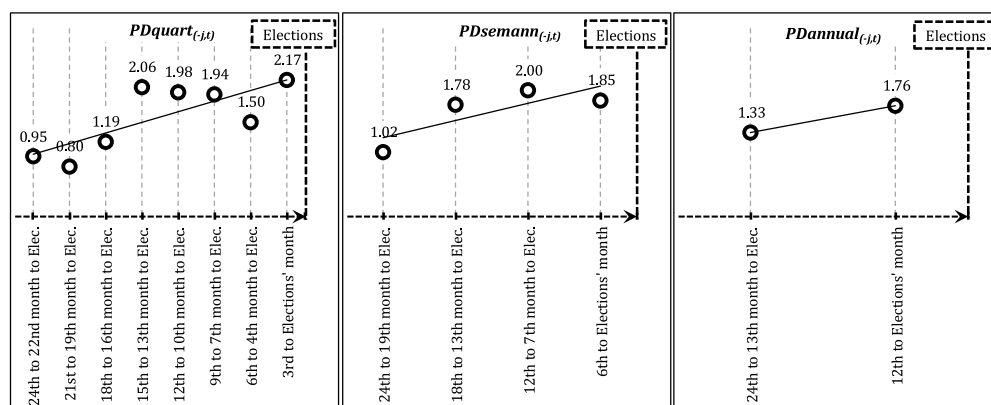 PDquart(-j,t)
Elections
2.17
2.06
1.98
1.94
1.50
1.19
0.95
0.80
24th to 22nd month to Elec.
21st to 19th month to Elec.
18th to 16th month to Elec.
15th to 13th month to Elec.
12th to 10th month to Elec.
9th to 7th month to Elec.
6th to 4th month to Elec.
3rd to Elections' month
PDsemann(-j,t)
Elections
1.02
1.78
2.00
1.85
24th to 19th month to Elec.
18th to 13th month to Elec.
12th to 7th month to Elec.
6th to Elections' month
PDannual(-j,t)
Elections
1.33
1.76
24th to 13th month to Elec.
12th to Elections' month